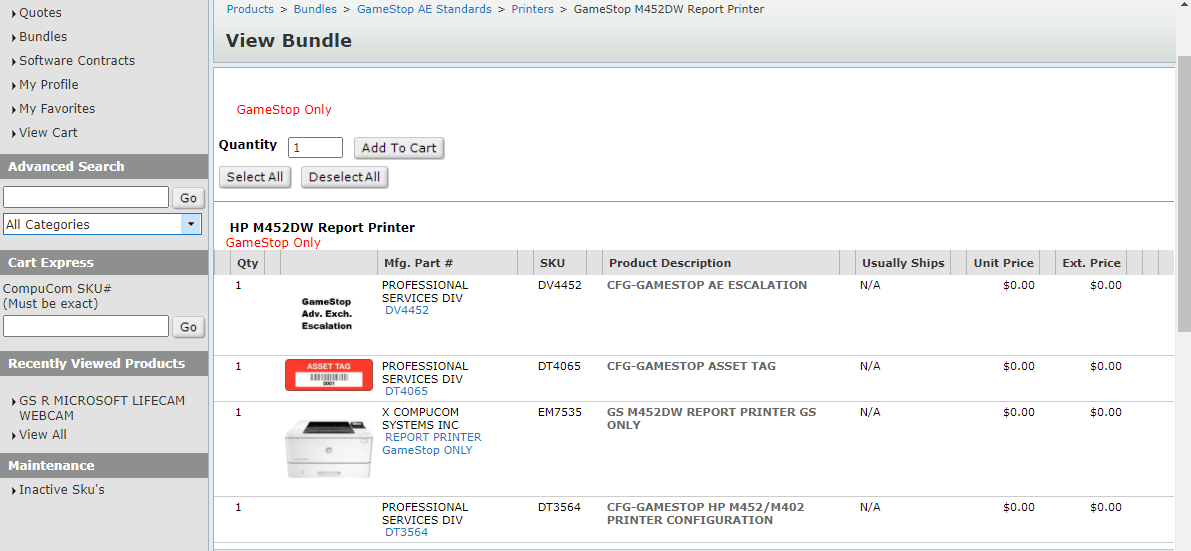 Quotes
Bundles
Software Contracts
My Profile
My Favorites
View Cart
Advanced Search
Go
All Categories
Cart Express
CompuCom SKU#
(Must be exact)
Go
Recently Viewed Products
GS R MICROSOFT LIFECAM
WEBCAM
View All
Maintenance
Inactive Sku's
Products > Bundles > GameStop AE Standards > Printers > GameStop M452DW Report Printer
View Bundle
GameStop Only
Quantity 1 Add To Cart
Select All Deselect All
HP M452DW Report Printer
GameStop Only
Qty Mfg. Part # SKU Product Description Usually Ships Unit Price Ext. Price
1 GameStop Adv. Exch. Escalation PROFESSIONAL SERVICES DIV DV4452 DV4452 CFG-GAMESTOP AE ESCALATION N/A $0.00 $0.00
1 ASSET TAG 0001 PROFESSIONAL SERVICES DIV DT4065 DT4065 CFG-GAMESTOP ASSET TAG N/A $0.00 $0.00
1 X COMPUCOM SYSTEMS INC REPORT PRINTER GameStop ONLY EM7535 GS M452DW REPORT PRINTER GS ONLY N/A $0.00 $0.00
1 PROFESSIONAL SERVICES DIV DT3564 DT3564 CFG-GAMESTOP HP M452/M402 PRINTER CONFIGURATION N/A $0.00 $0.00